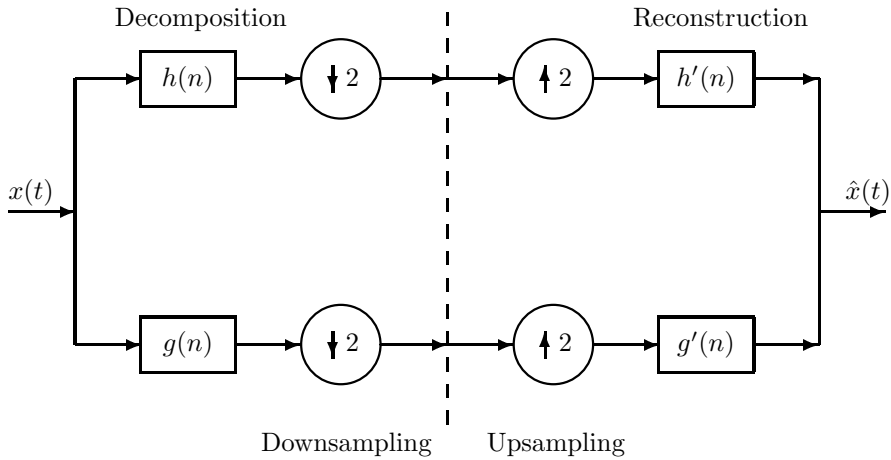 Decomposition Reconstruction
h(n) 2 2 h′(n)
x(t) x̂(t)
g(n) 2 2 g′(n)
Downsampling Upsampling